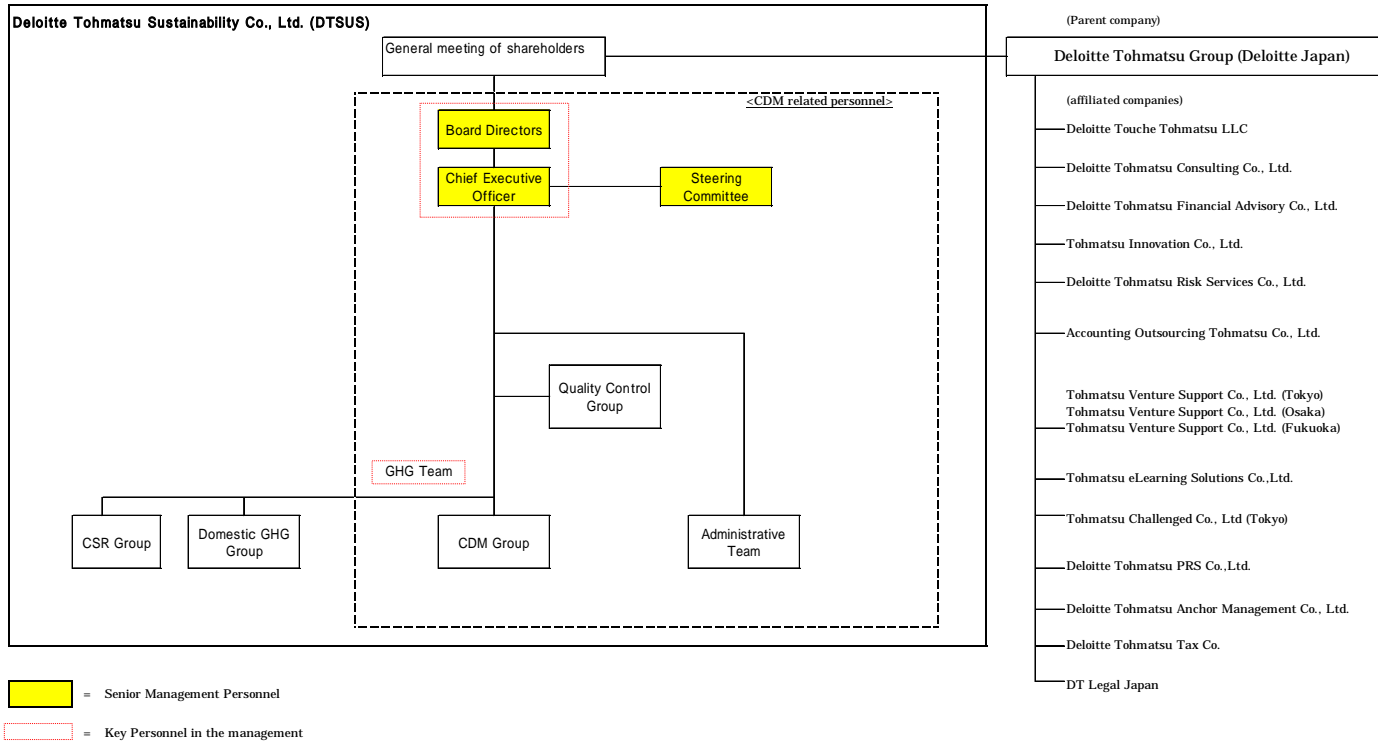 Deloitte Tohmatsu Sustainability Co., Ltd. (DTSUS)
General meeting of shareholders
<CDM related personnel>
Board Directors
Chief Executive
Officer
Steering
Committee
Quality Control
Group
GHG Team
CSR Group
Domestic GHG
Group
CDM Group
Administrative
Team
(Parent company)
Deloitte Tohmatsu Group (Deloitte Japan)
(affiliated companies)
Deloitte Touche Tohmatsu LLC
Deloitte Tohmatsu Consulting Co., Ltd.
Deloitte Tohmatsu Financial Advisory Co., Ltd.
Tohmatsu Innovation Co., Ltd.
Deloitte Tohmatsu Risk Services Co., Ltd.
Accounting Outsourcing Tohmatsu Co., Ltd.
Tohmatsu Venture Support Co., Ltd. (Tokyo)
Tohmatsu Venture Support Co., Ltd. (Osaka)
Tohmatsu Venture Support Co., Ltd. (Fukuoka)
Tohmatsu eLearning Solutions Co.,Ltd.
Tohmatsu Challenged Co., Ltd (Tokyo)
Deloitte Tohmatsu PRS Co.,Ltd.
Deloitte Tohmatsu Anchor Management Co., Ltd.
Deloitte Tohmatsu Tax Co.
DT Legal Japan
= Senior Management Personnel
= Key Personnel in the management